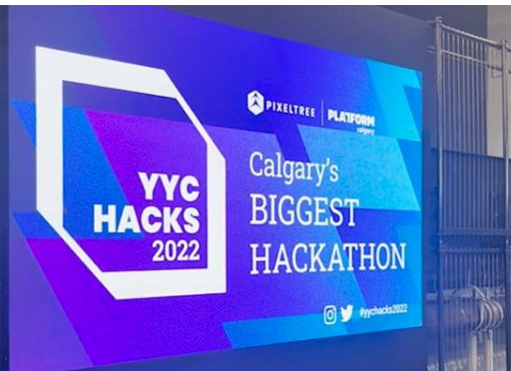 PIXELTREE
PLATFORM
calgary
YYC
HACKS
2022
Calgary's
BIGGEST
HACKATHON
#yychacks2022